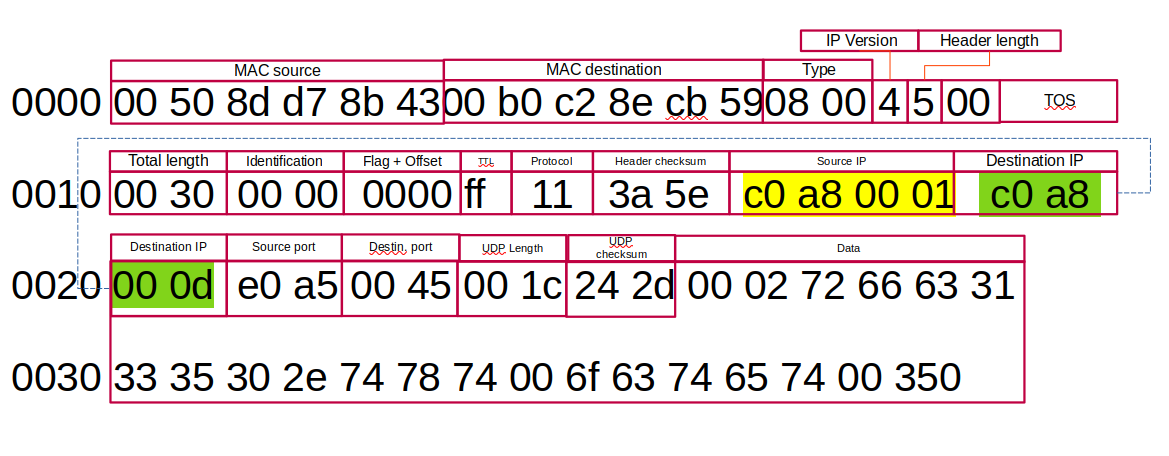 IP Version Header length
MAC source MAC destination Type
0000 00 50 8d d7 8b 43 00 b0 c2 8e cb 59 08 00 4 5 00 TOS
Total length Identification Flag + Offset TTL Protocol Header checksum Source IP Destination IP
0010 00 30 00 00 0000 ff 11 3a 5e c0 a8 00 01 c0 a8
Destination IP Source port Destin, port UDP Length UDP checksum Data
0020 00 0d e0 a5 00 45 00 1c 24 2d 00 02 72 66 63 31
0030 33 35 30 2e 74 78 74 00 6f 63 74 65 74 00 350